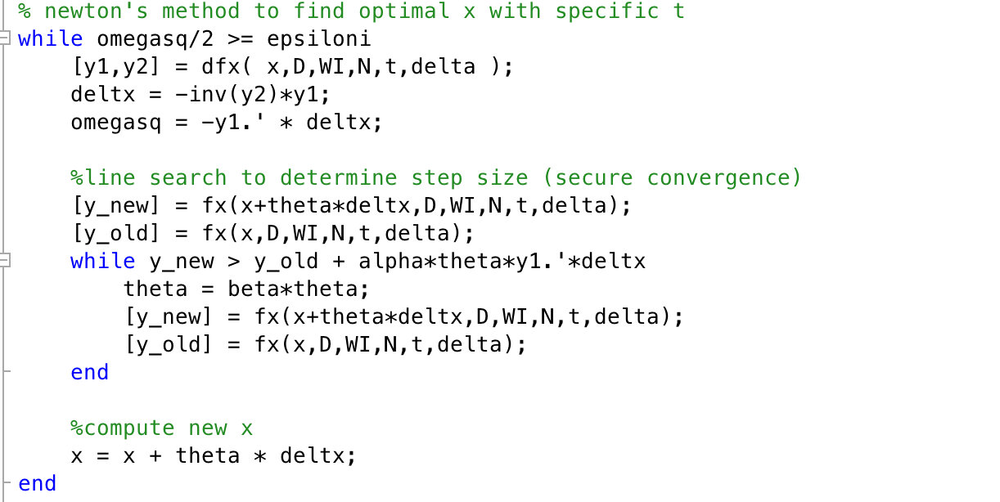 % newton's method to find optimal x with specific t
while omegasq/2 >= epsiloni
    [y1,y2] = dfx( x,D,WI,N,t,delta );
    deltx = -inv(y2)*y1;
    omegasq = -y1.' * deltx;

    %line search to determine step size (secure convergence)
    [y_new] = fx(x+theta*deltx,D,WI,N,t,delta);
    [y_old] = fx(x,D,WI,N,t,delta);
    while y_new > y_old + alpha*theta*y1.'*deltx
        theta = beta*theta;
        [y_new] = fx(x+theta*deltx,D,WI,N,t,delta);
        [y_old] = fx(x,D,WI,N,t,delta);
    end

    %compute new x
    x = x + theta * deltx;
end